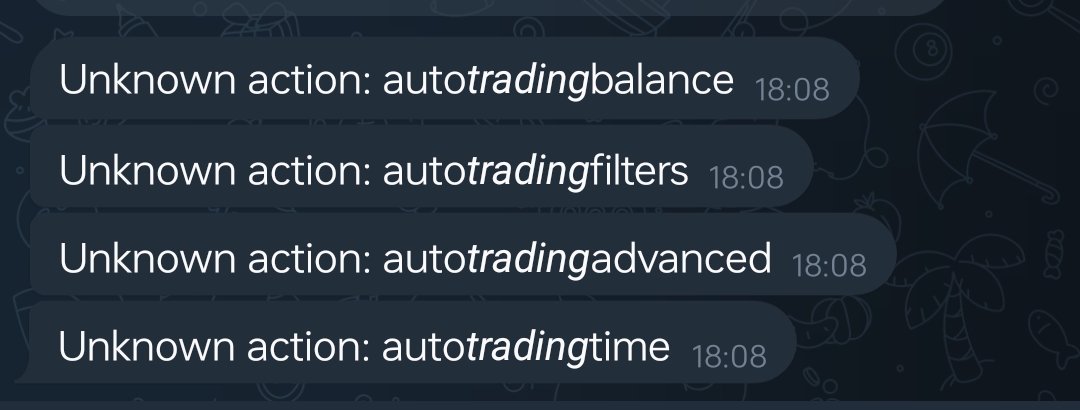 Unknown action: autotradingbalance 18:08
Unknown action: autotradingfilters 18:08
Unknown action: autotradingadvanced 18:08
Unknown action: autotradingtime 18:08